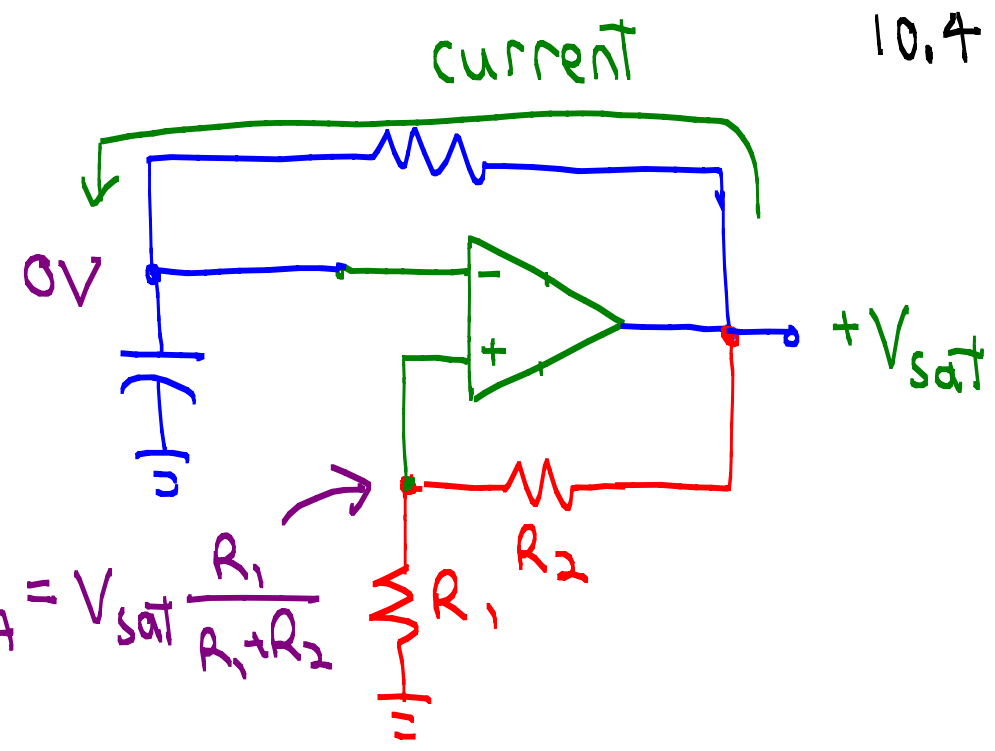 current
10.4
0V
-
+
+Vsat
R2
R1
= Vsat R1
R1+R2